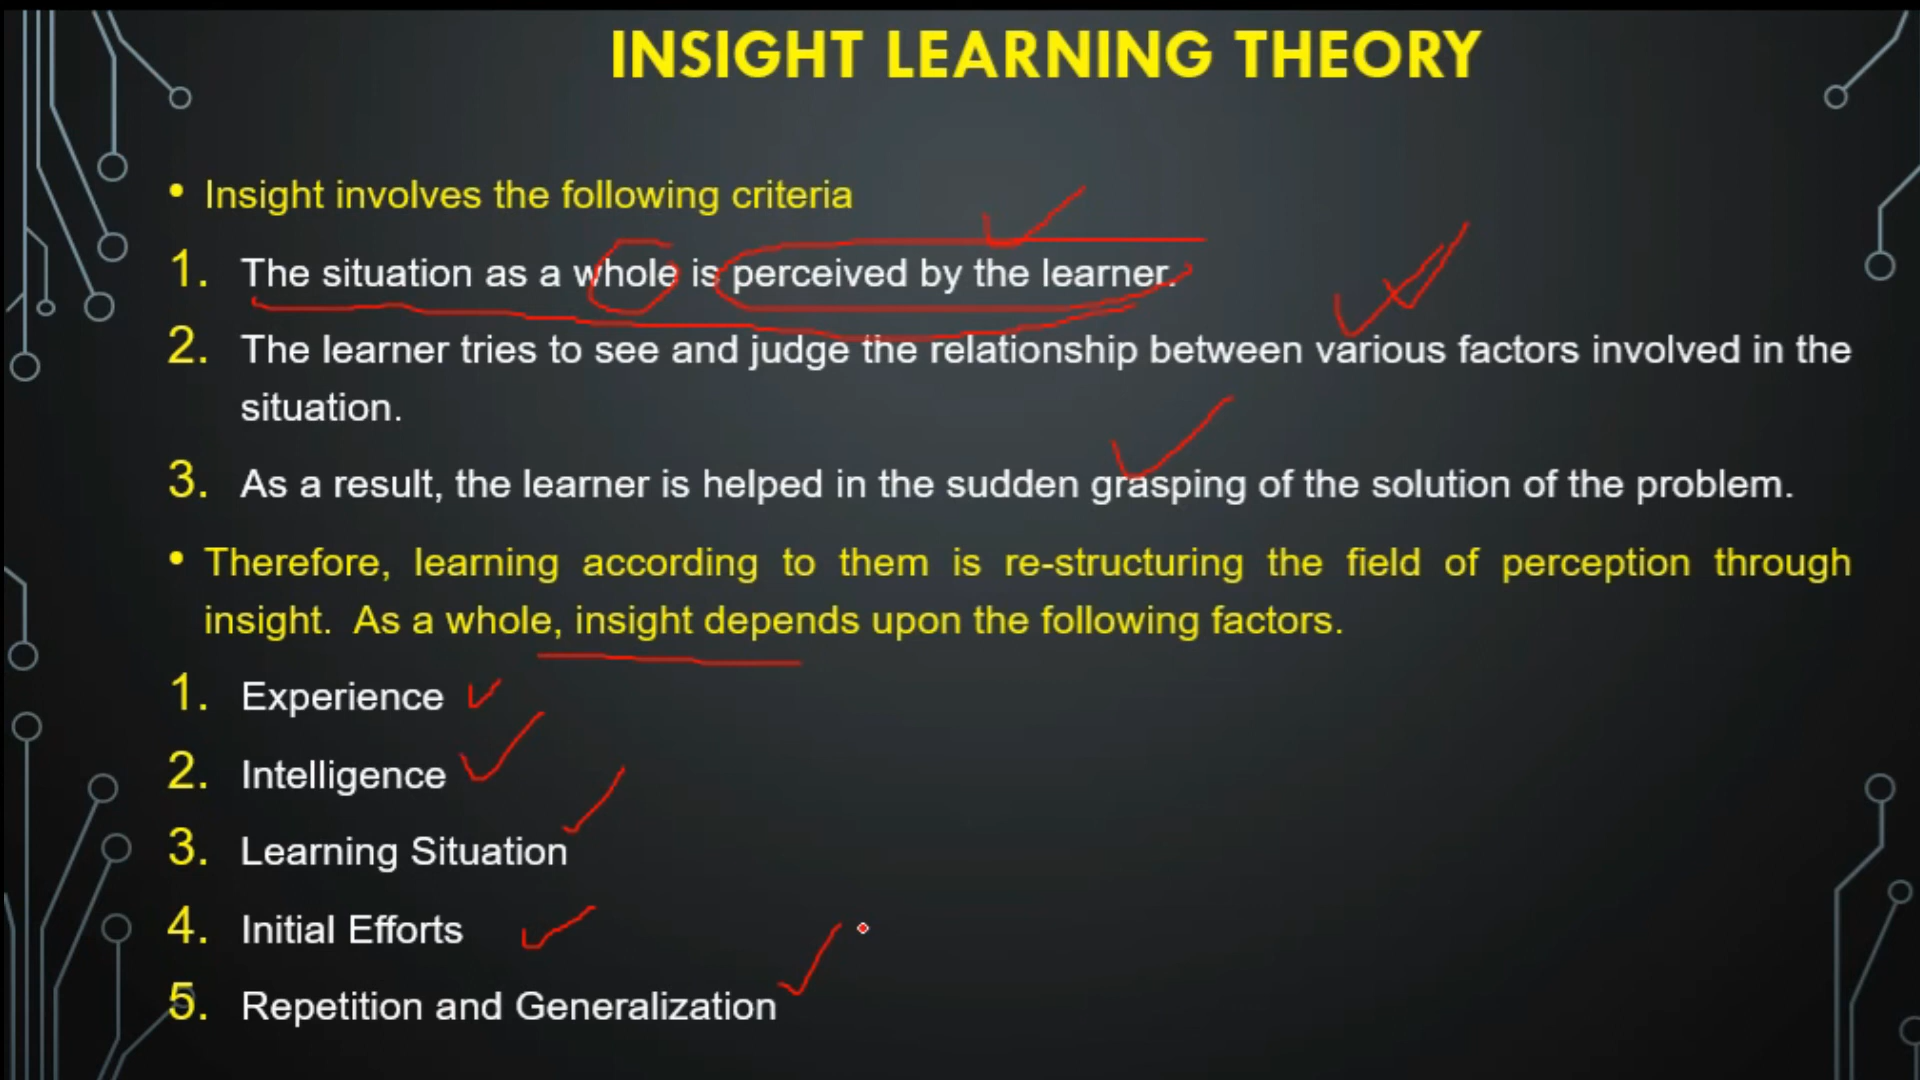 INSIGHT LEARNING THEORY
• Insight involves the following criteria
1. The situation as a whole is perceived by the learner.
2. The learner tries to see and judge the relationship between various factors involved in the
situation.
3. As a result, the learner is helped in the sudden grasping of the solution of the problem.
• Therefore, learning according to them is re-structuring the field of perception through
insight. As a whole, insight depends upon the following factors.
1. Experience
2. Intelligence
3. Learning Situation
4. Initial Efforts
5. Repetition and Generalization